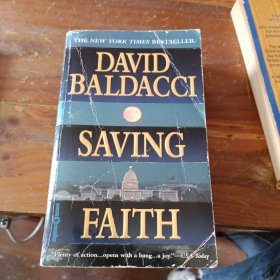 THE NEW YORK TIMES BESTSELLER
DAVID
BALDACCI
SAVING
FAITH
"Plenty of action...opens with a bang...a joy." —USA Today